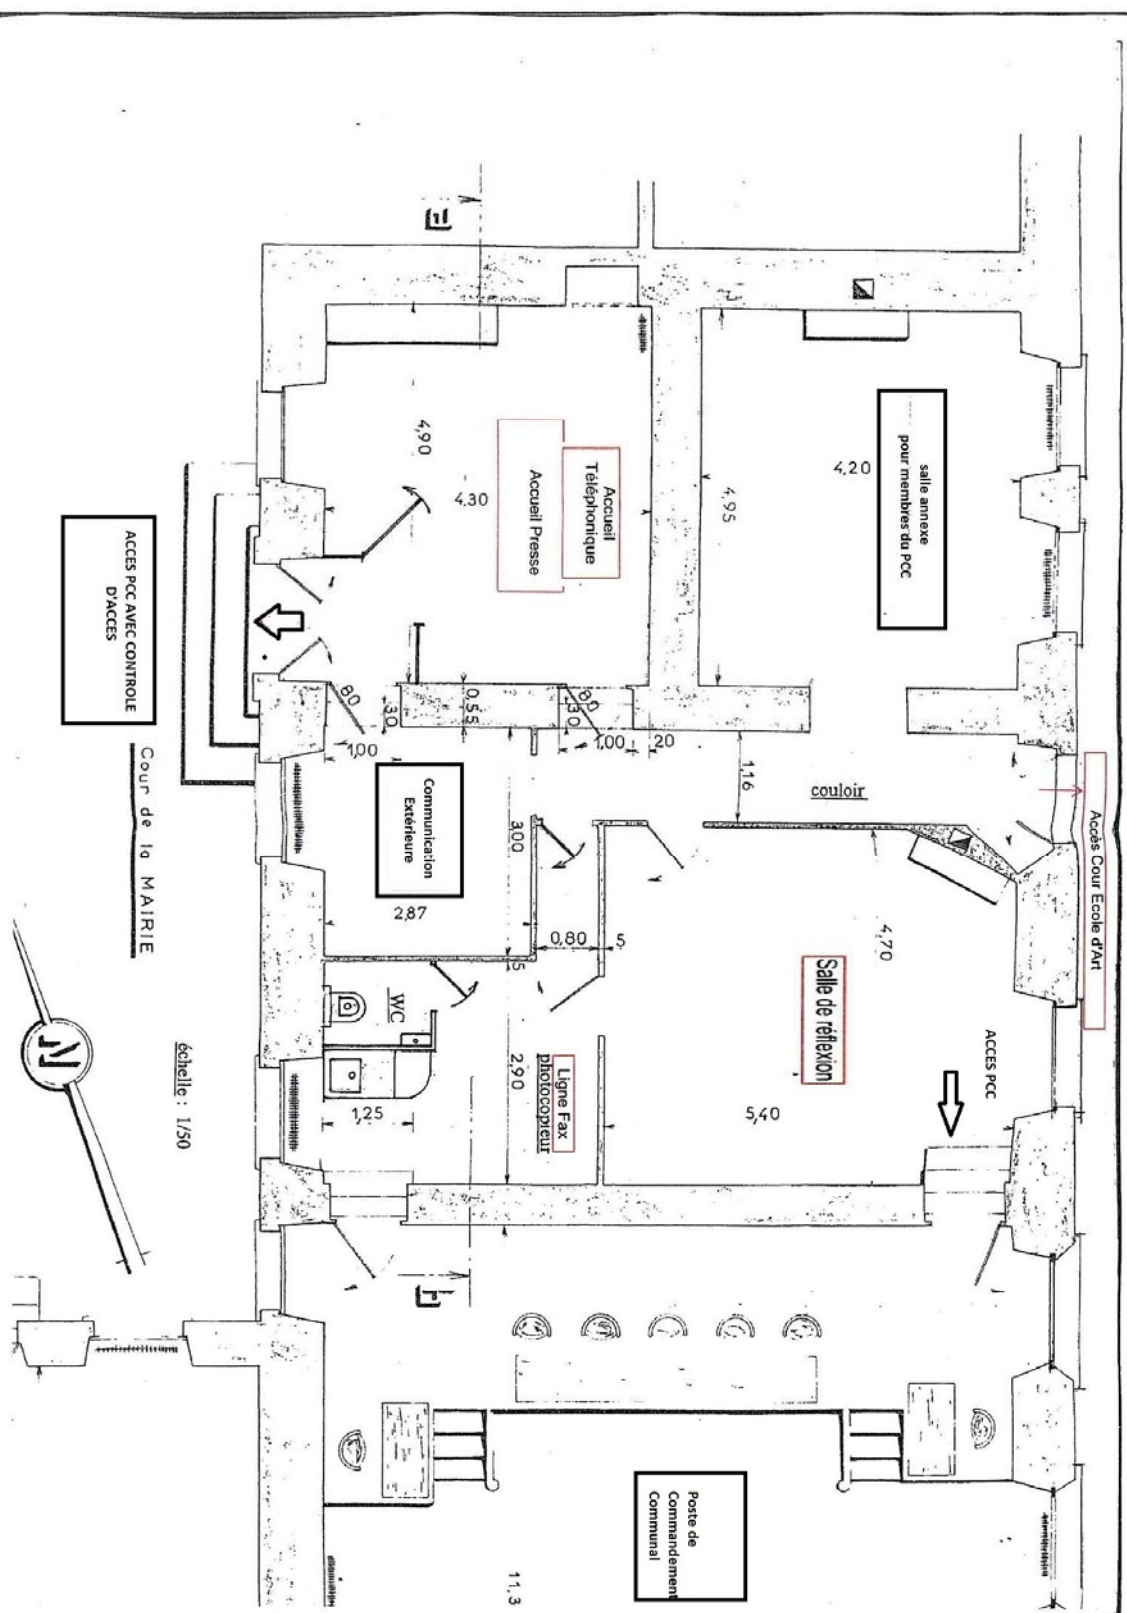 Accès Cour Ecole d'Art
ACCES PCC
salle annexe
pour membres du PCC
4,20
couloir
4,70
Salle de réflexion
5,40
1,16
4,95
Poste de
Commandement
Communal
Accueil
Téléphonique
Accueil Presse
20
1,00
80
5
0,80
Ligne Fax
photocopieur
4,30
4,90
0,55
3,00
5
2,90
11.3
Communication
Extérieure
2,87
WC
1,25
80
30
1,00
N
ACCES PCC AVEC CONTROLE
D'ACCES
Cour de la MAIRIE
échelle : 1/50